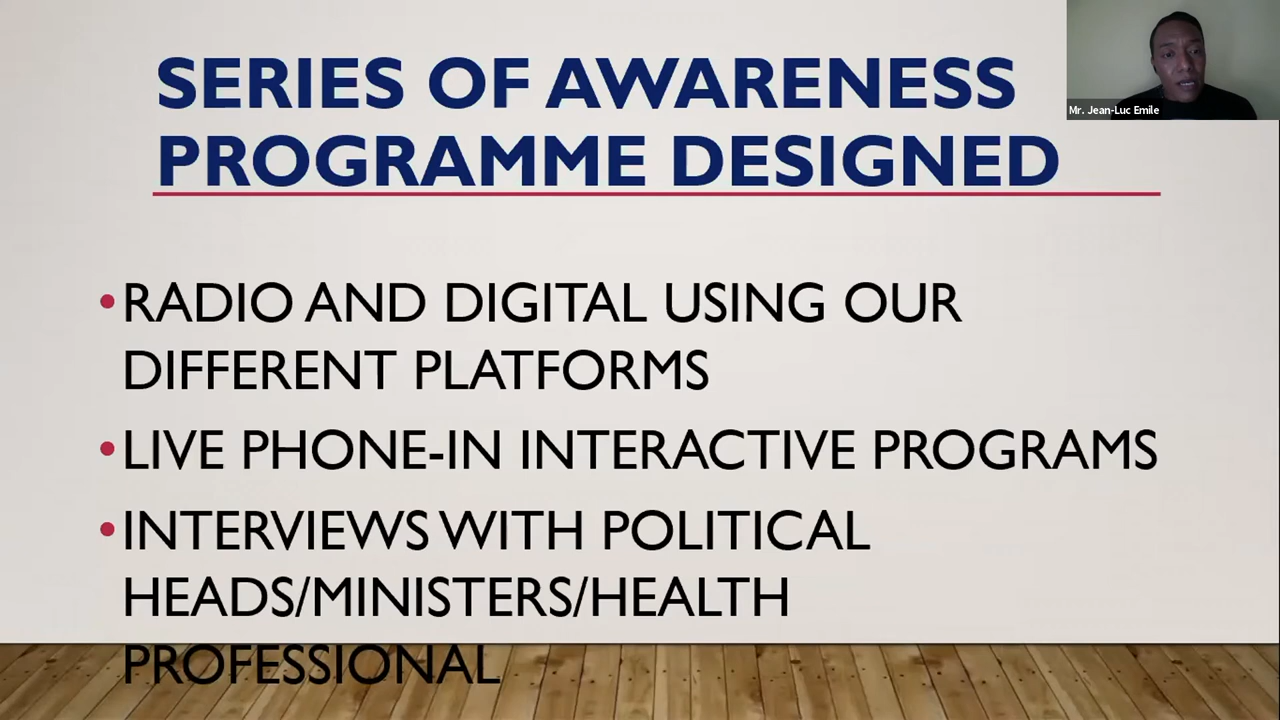 SERIES OF AWARENESS
PROGRAMME DESIGNED
Mr. Jean-Luc Emile
•RADIO AND DIGITAL USING OUR
DIFFERENT PLATFORMS
•LIVE PHONE-IN INTERACTIVE PROGRAMS
•INTERVIEWS WITH POLITICAL
HEADS/MINISTERS/HEALTH
PROFESSIONAL